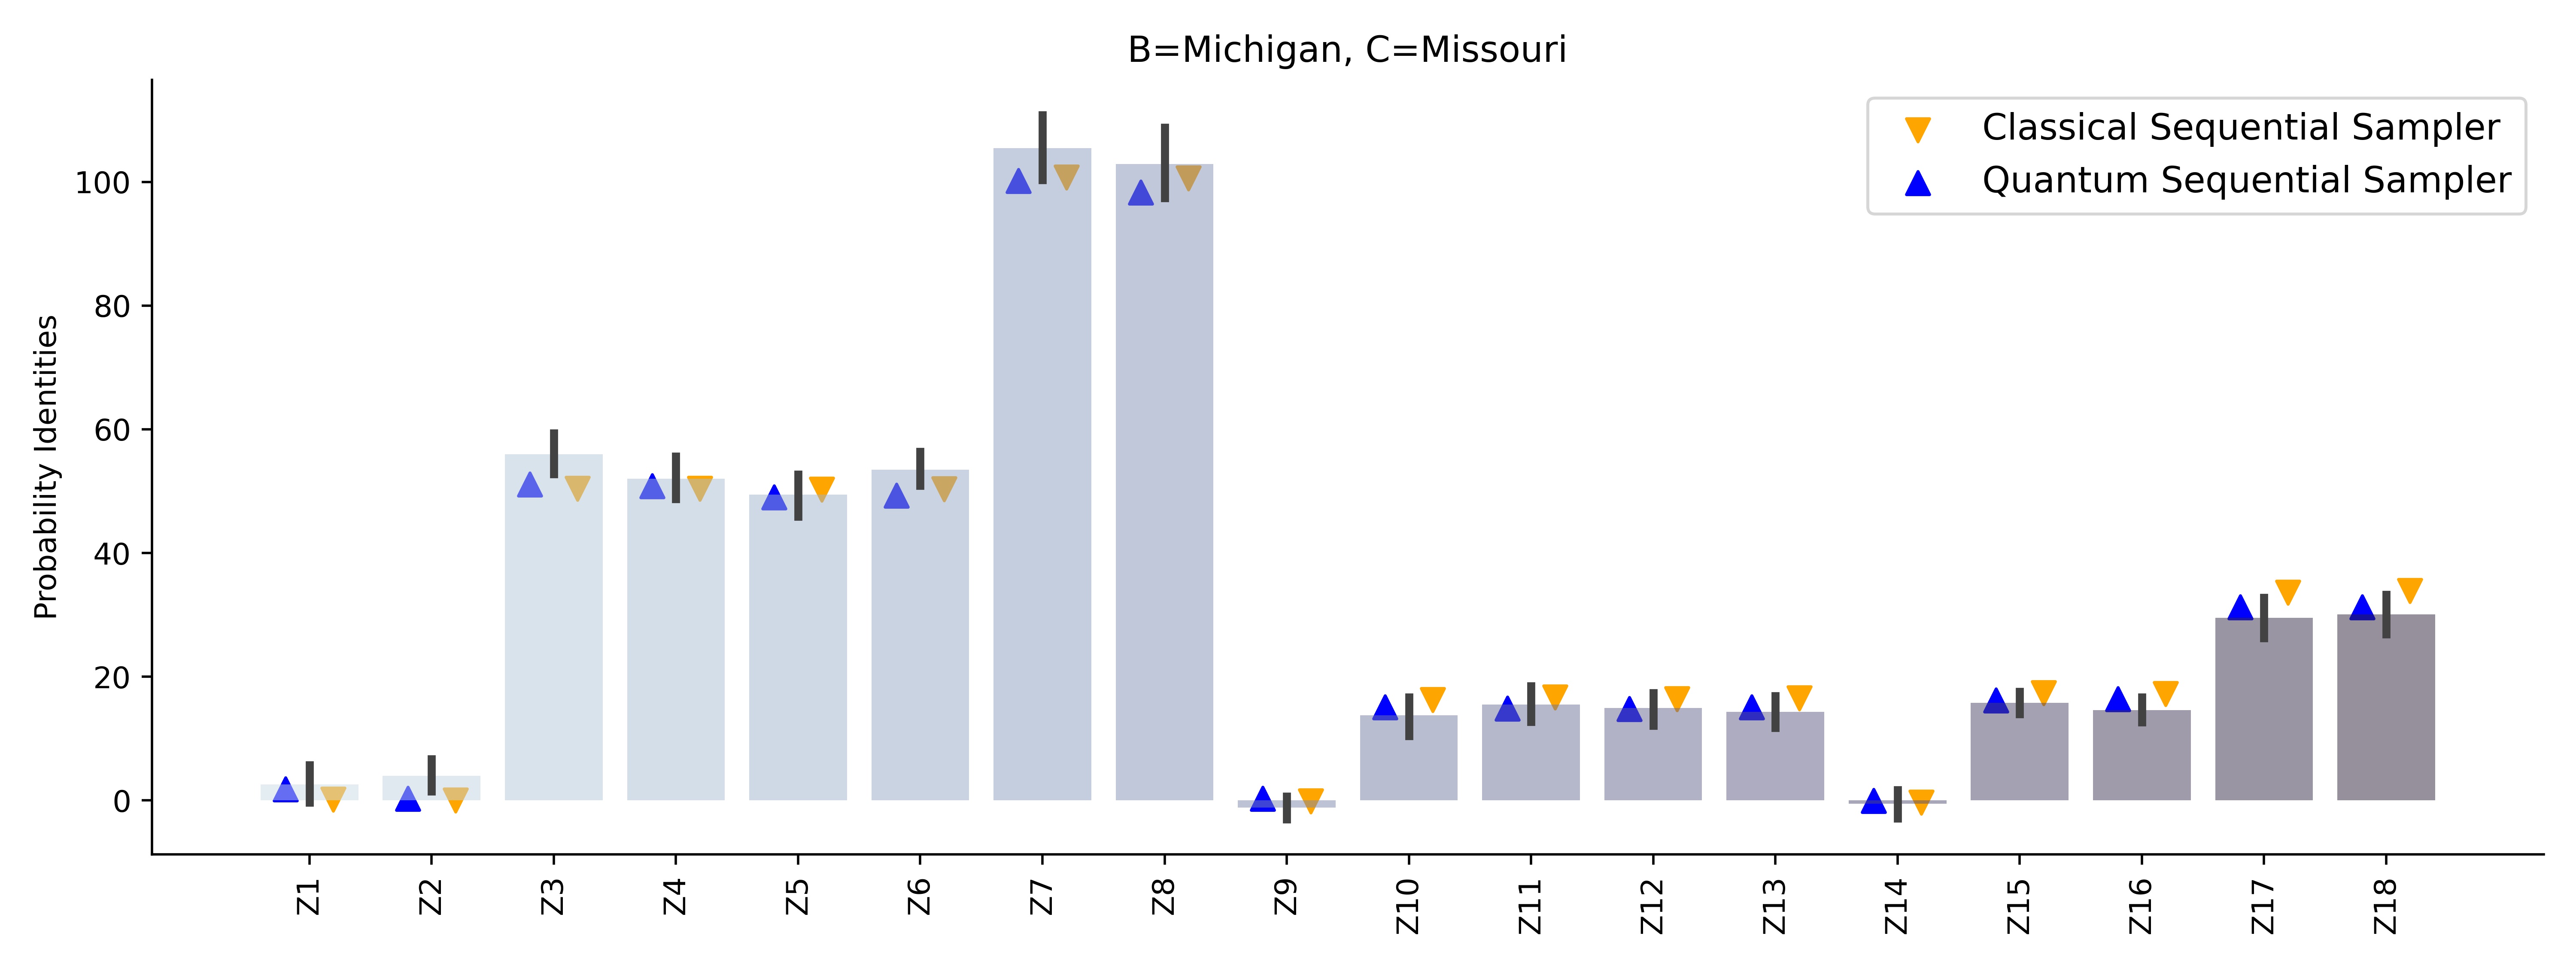 B=Michigan, C=Missouri
Classical Sequential Sampler
Quantum Sequential Sampler
Probability Identities
100
80
60
40
20
0
Z1
Z2
Z3
Z4
Z5
Z6
Z7
Z8
Z9
Z10
Z11
Z12
Z13
Z14
Z15
Z16
Z17
Z18